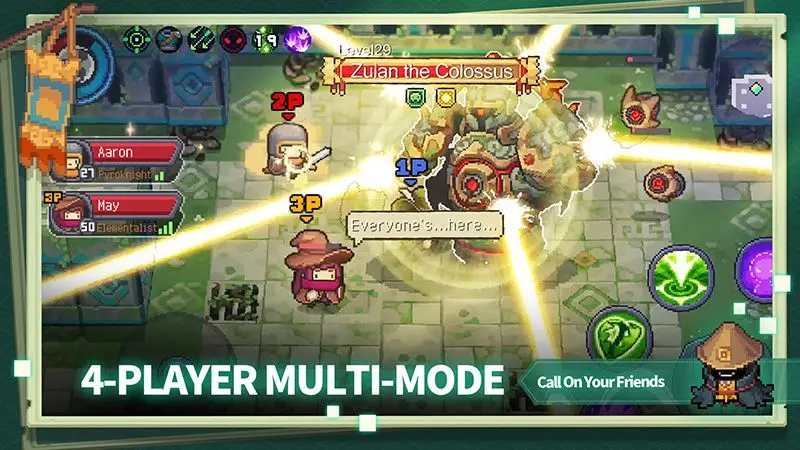 19
Level29
Zulan the Colossus
2P
Aaron
27 Pyroknight
1P
3P
3P
May
50 Elementalist
Everyone's...here...
4-PLAYER MULTI-MODE
Call On Your Friends